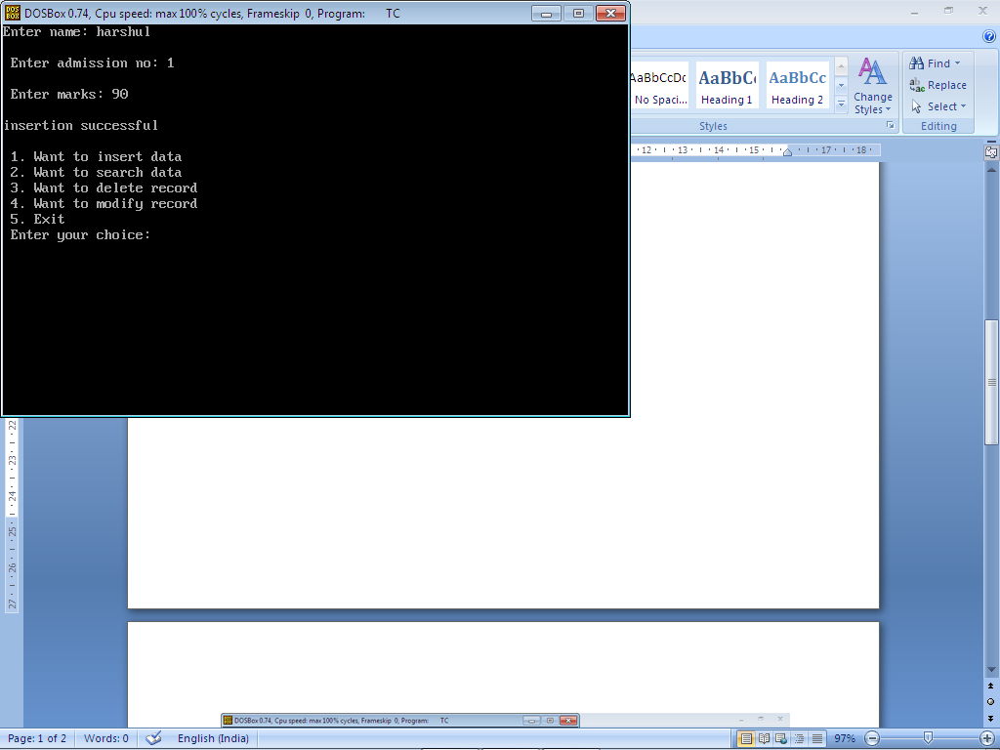 DOSBox 0.74, Cpu speed: max 100% cycles, Frameskip 0, Program: TC
Enter name: harshul
Enter admission no: 1
Enter marks: 90
insertion successful
1. Want to insert data
2. Want to search data
3. Want to delete record
4. Want to modify record
5. Exit
Enter your choice:
AaBbCcDc AaBbCc AaBbCc
No Spaci... Heading 1 Heading 2
Change
Styles
Find
Replace
Select
Styles
Editing
12 13 14 15 17 18
22
23
24
25
26
27
DOSBox 0.74, Cpu speed: max 100% cycles, Frameskip 0, Program: TC
Page: 1 of 2 Words: 0 English (India) 97%